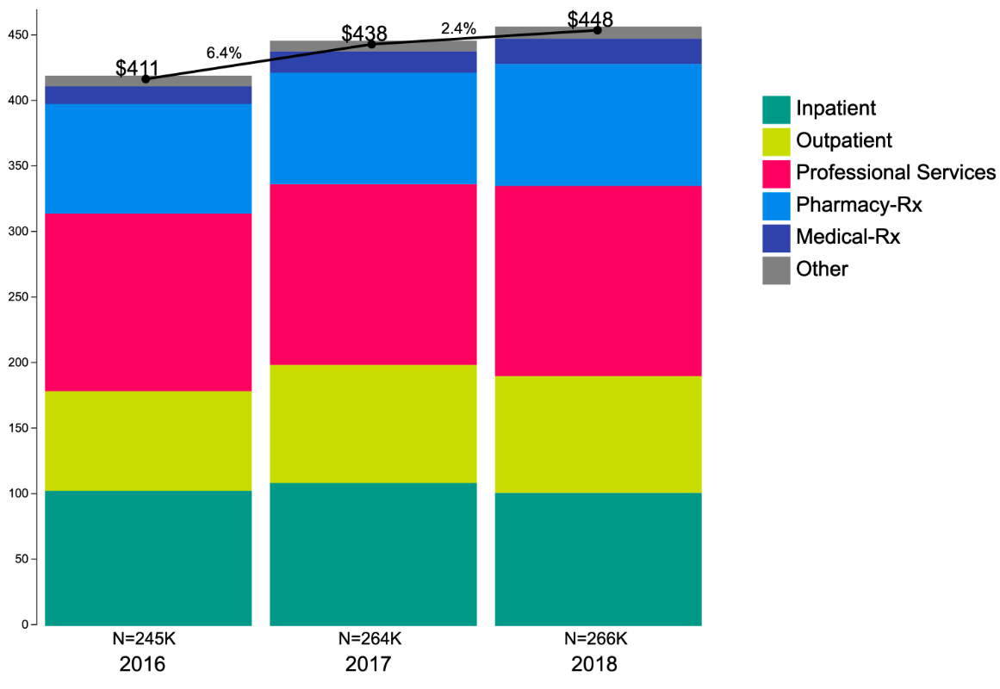 450
400
350
300
250
200
150
100
50
0
$411
6.4%
$438
2.4%
$448
N=245K
2016
N=264K
2017
N=266K
2018
Inpatient
Outpatient
Professional Services
Pharmacy-Rx
Medical-Rx
Other